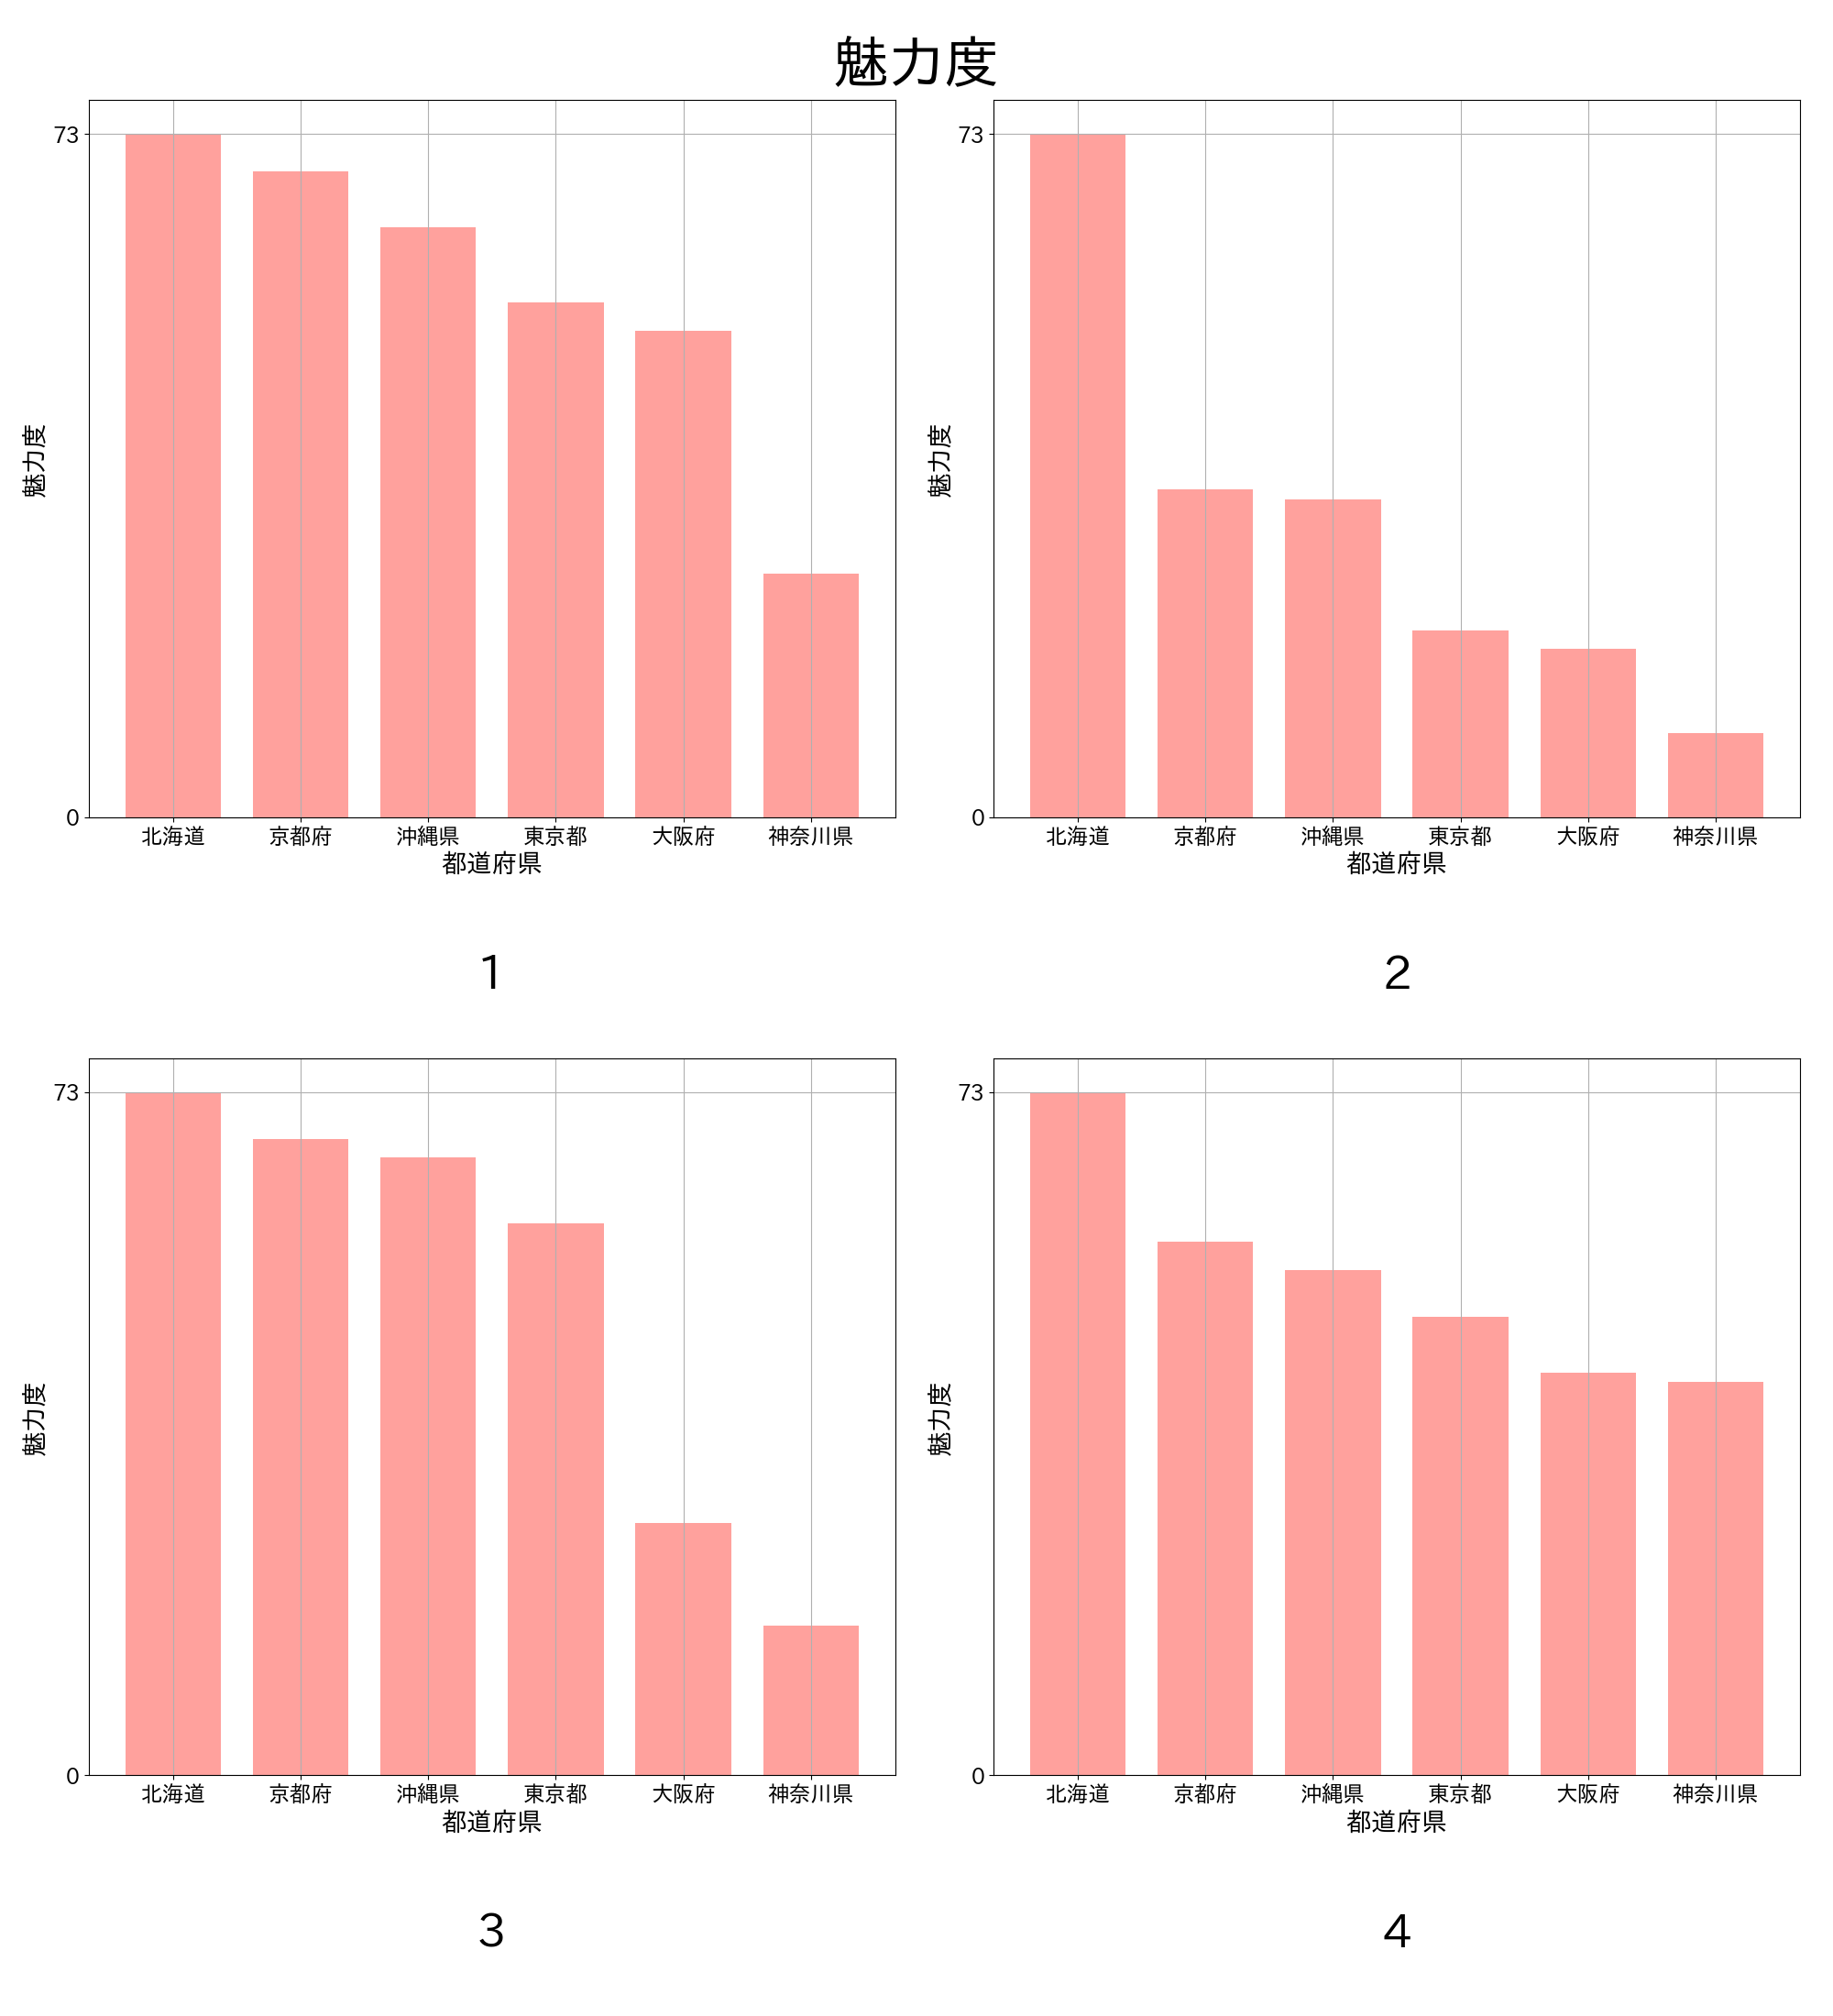 魅力度
73
魅力度
0
北海道 京都府 沖縄県 東京都 大阪府 神奈川県
都道府県
1
73
魅力度
0
北海道 京都府 沖縄県 東京都 大阪府 神奈川県
都道府県
2
73
魅力度
0
北海道 京都府 沖縄県 東京都 大阪府 神奈川県
都道府県
3
73
魅力度
0
北海道 京都府 沖縄県 東京都 大阪府 神奈川県
都道府県
4